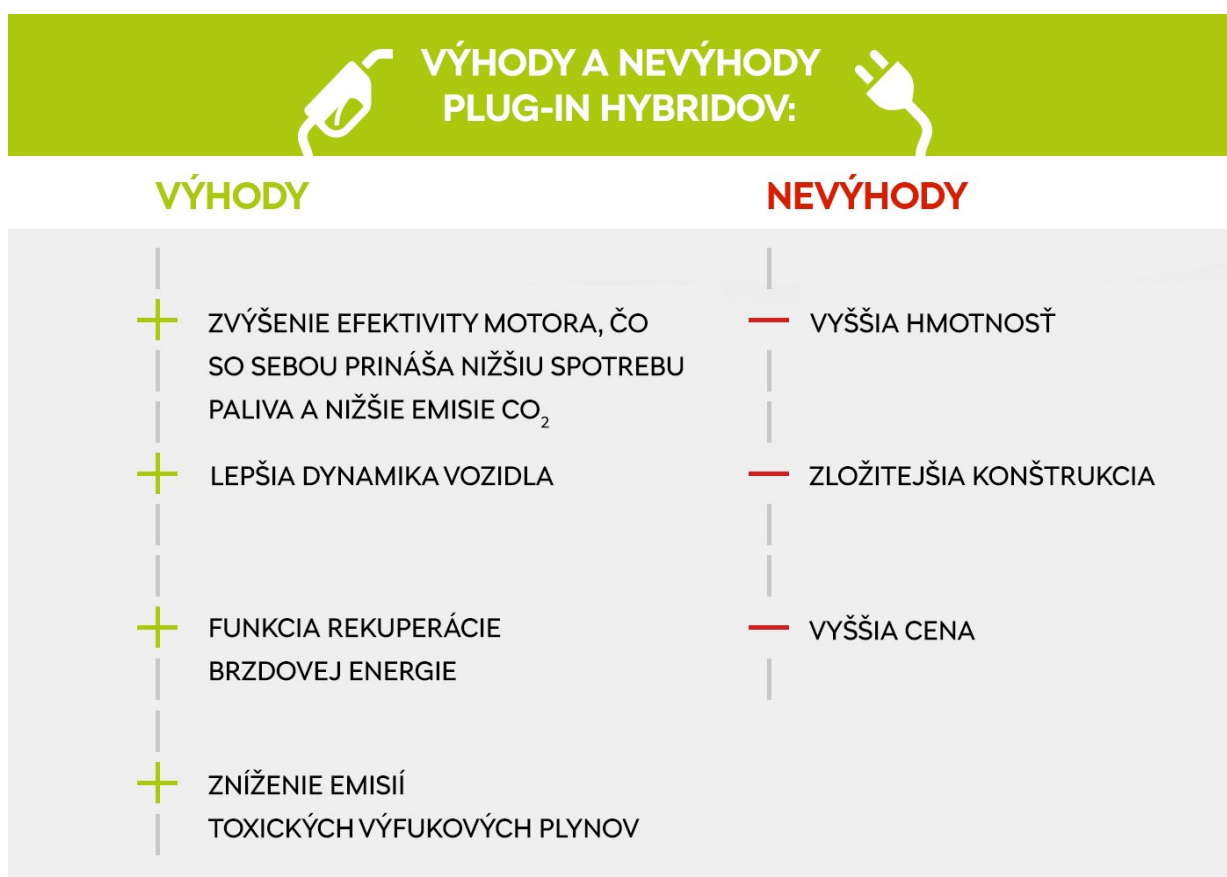 VÝHODY A NEVÝHODY
PLUG-IN HYBRIDOV:
VÝHODY
ZVÝŠENIE EFEKTIVITY MOTORA, ČO
SO SEBOU PRINÁŠA NIŽŠIU SPOTREBU
PALIVA A NIŽŠIE EMISIE CO₂
LEPŠIA DYNAMIKA VOZIDLA
FUNKCIA REKUPERÁCIE
BRZDOVEJ ENERGIE
ZNÍŽENIE EMISIÍ
TOXICKÝCH VÝFUKOVÝCH PLYNOV
NEVÝHODY
VYŠŠIA HMOTNOSŤ
ZLOŽITEJŠIA KONŠTRUKCIA
VYŠŠIA CENA